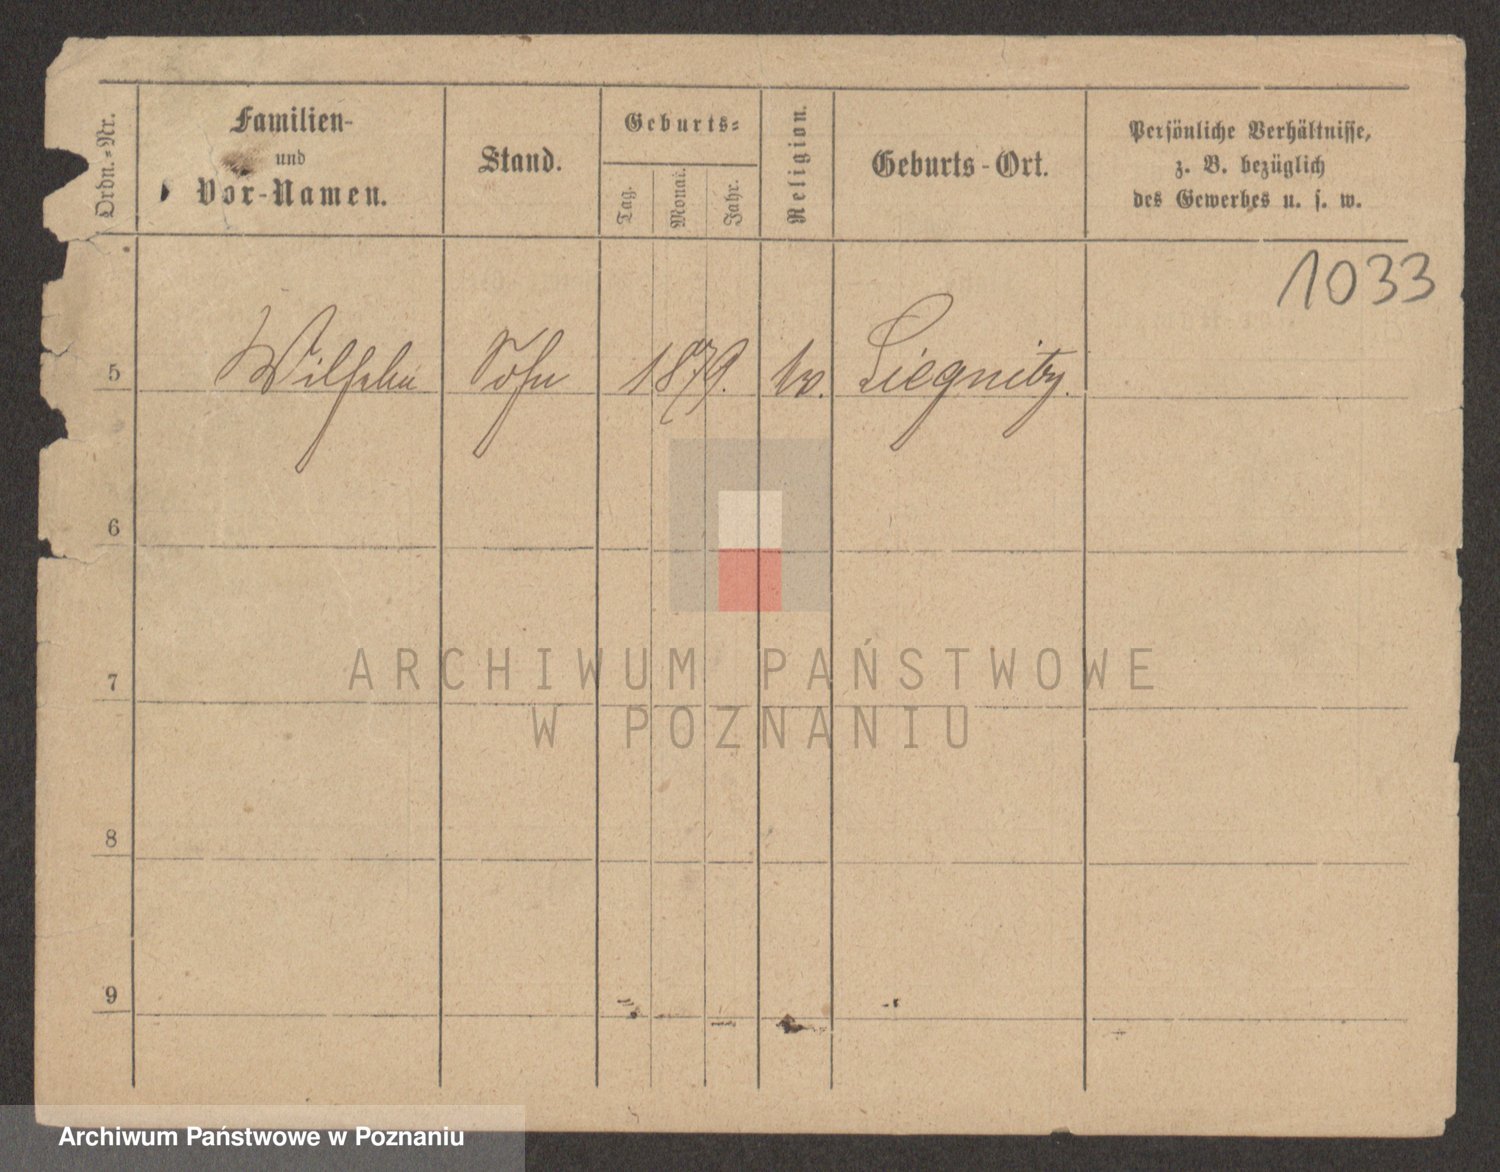 Ordn.-Nr.
Familien-
und
Vor-Namen.
Stand.
Geburts-
Tag.
Monat.
Jahr.
Religion.
Geburts-Ort.
Persönliche Verhältnisse,
z. B. bezüglich
des Gewerbes u. s. w.
1033
5 Wilhelm Sohn 1879. Liegnitz.
6
7
8
9
ARCHIWUM PAŃSTWOWE
W POZNANIU
Archiwum Państwowe w Poznaniu